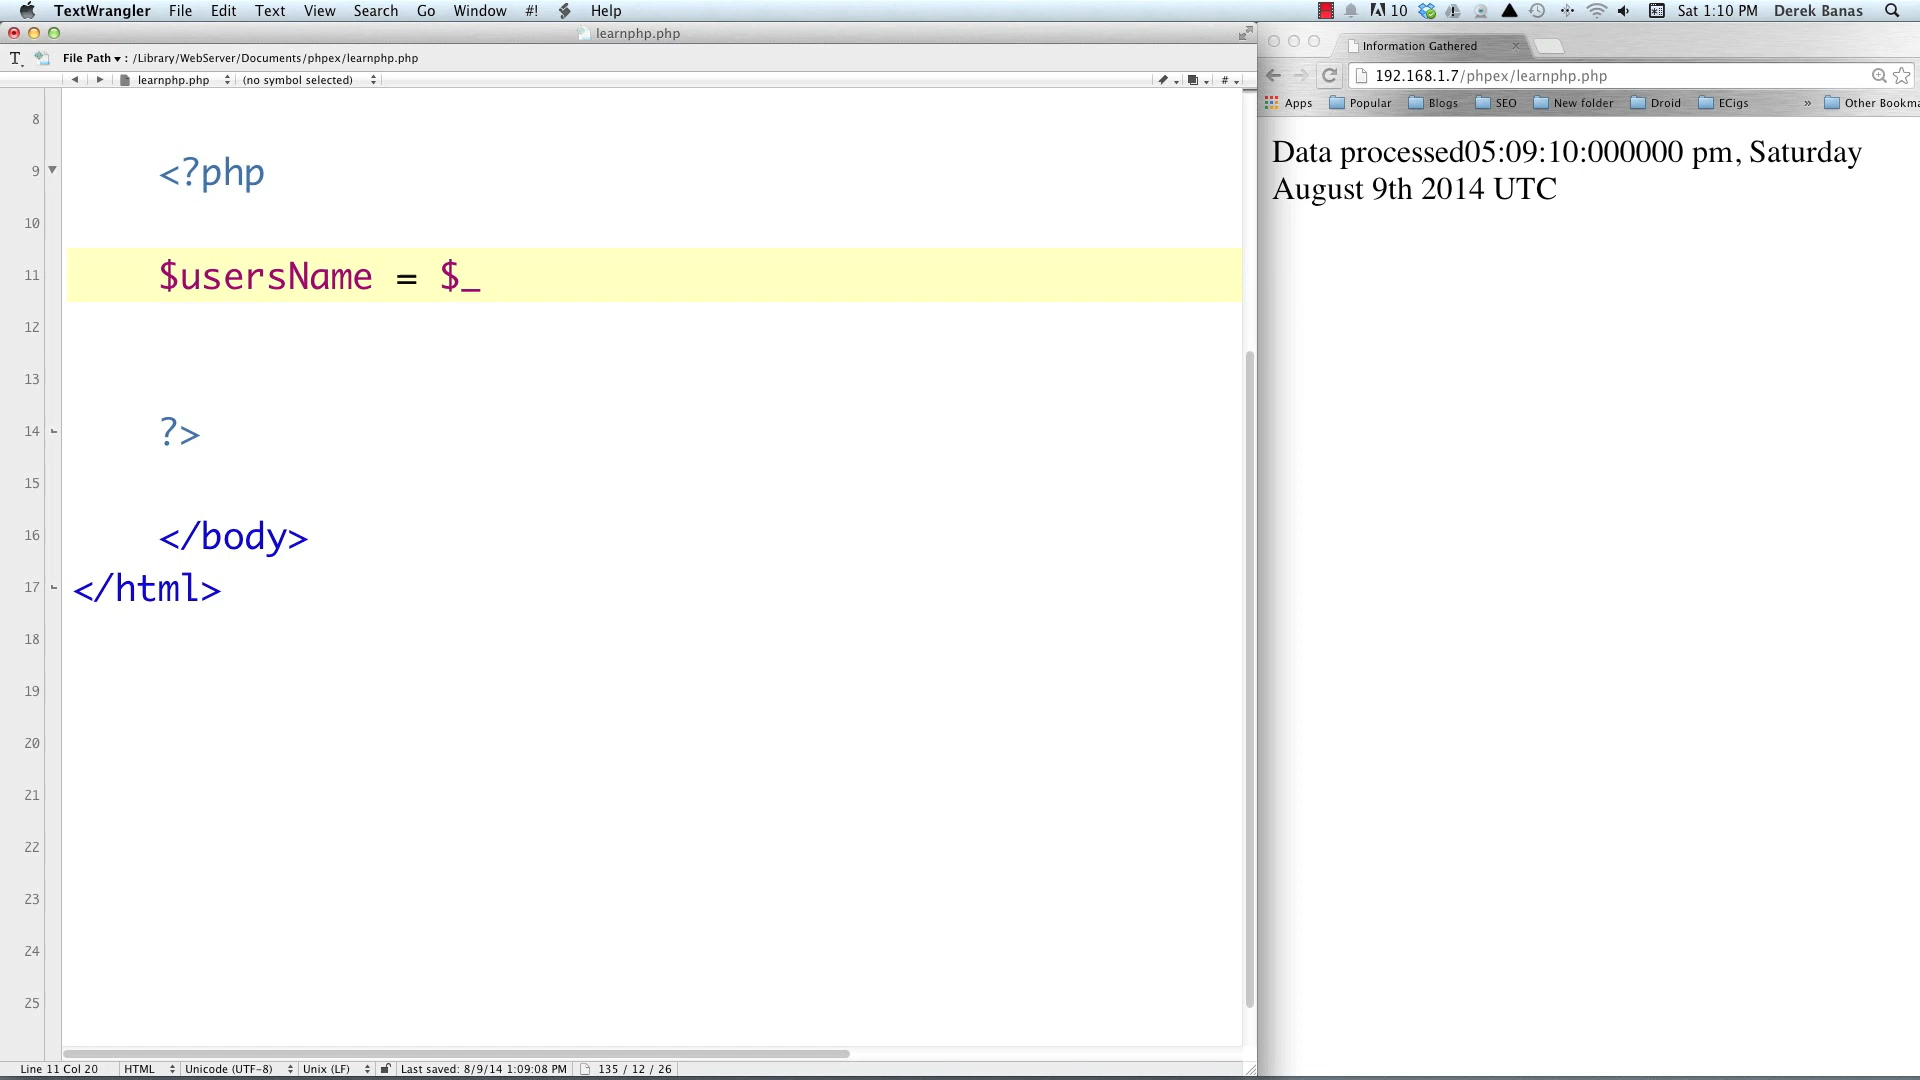 TextWrangler File Edit Text View Search Go Window #! Help 10 Sat 1:10 PM Derek Banas
learnphp.php
File Path : /Library/WebServer/Documents/phpex/learnphp.php
learnphp.php (no symbol selected) #
Information Gathered
192.168.1.7/phpex/learnphp.php
Apps Popular Blogs SEO New folder Droid ECigs » Other Bookma
8
9 <?php
10
11 $usersName = $_
12
13
14 ?>
15
16 </body>
17 </html>
18
19
20
21
22
23
24
25
Data processed05:09:10:000000 pm, Saturday
August 9th 2014 UTC
Line 11 Col 20 HTML Unicode (UTF-8) Unix (LF) Last saved: 8/9/14 1:09:08 PM 135 / 12 / 26